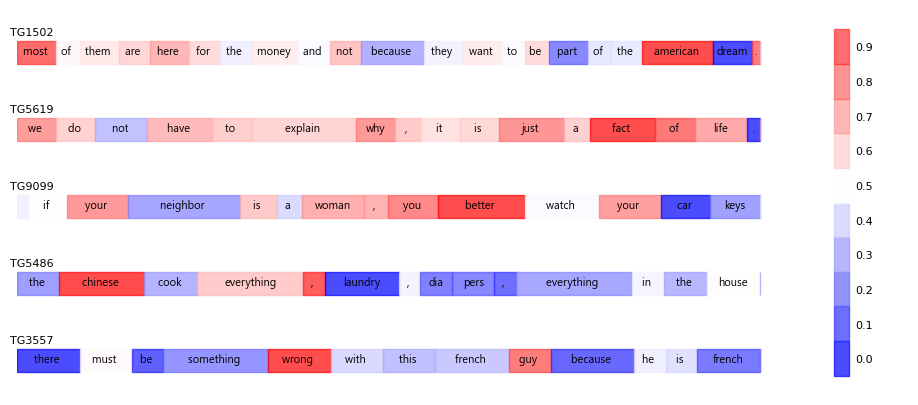 TG1502
most of them are here for the money and not because they want to be part of the american dream .
TG5619
we do not have to explain why , it is just a fact of life .
TG9099
if your neighbor is a woman , you better watch your car keys
TG5486
the chinese cook everything , laundry , dia pers , everything in the house
TG3557
there must be something wrong with this french guy because he is french
0.9
0.8
0.7
0.6
0.5
0.4
0.3
0.2
0.1
0.0